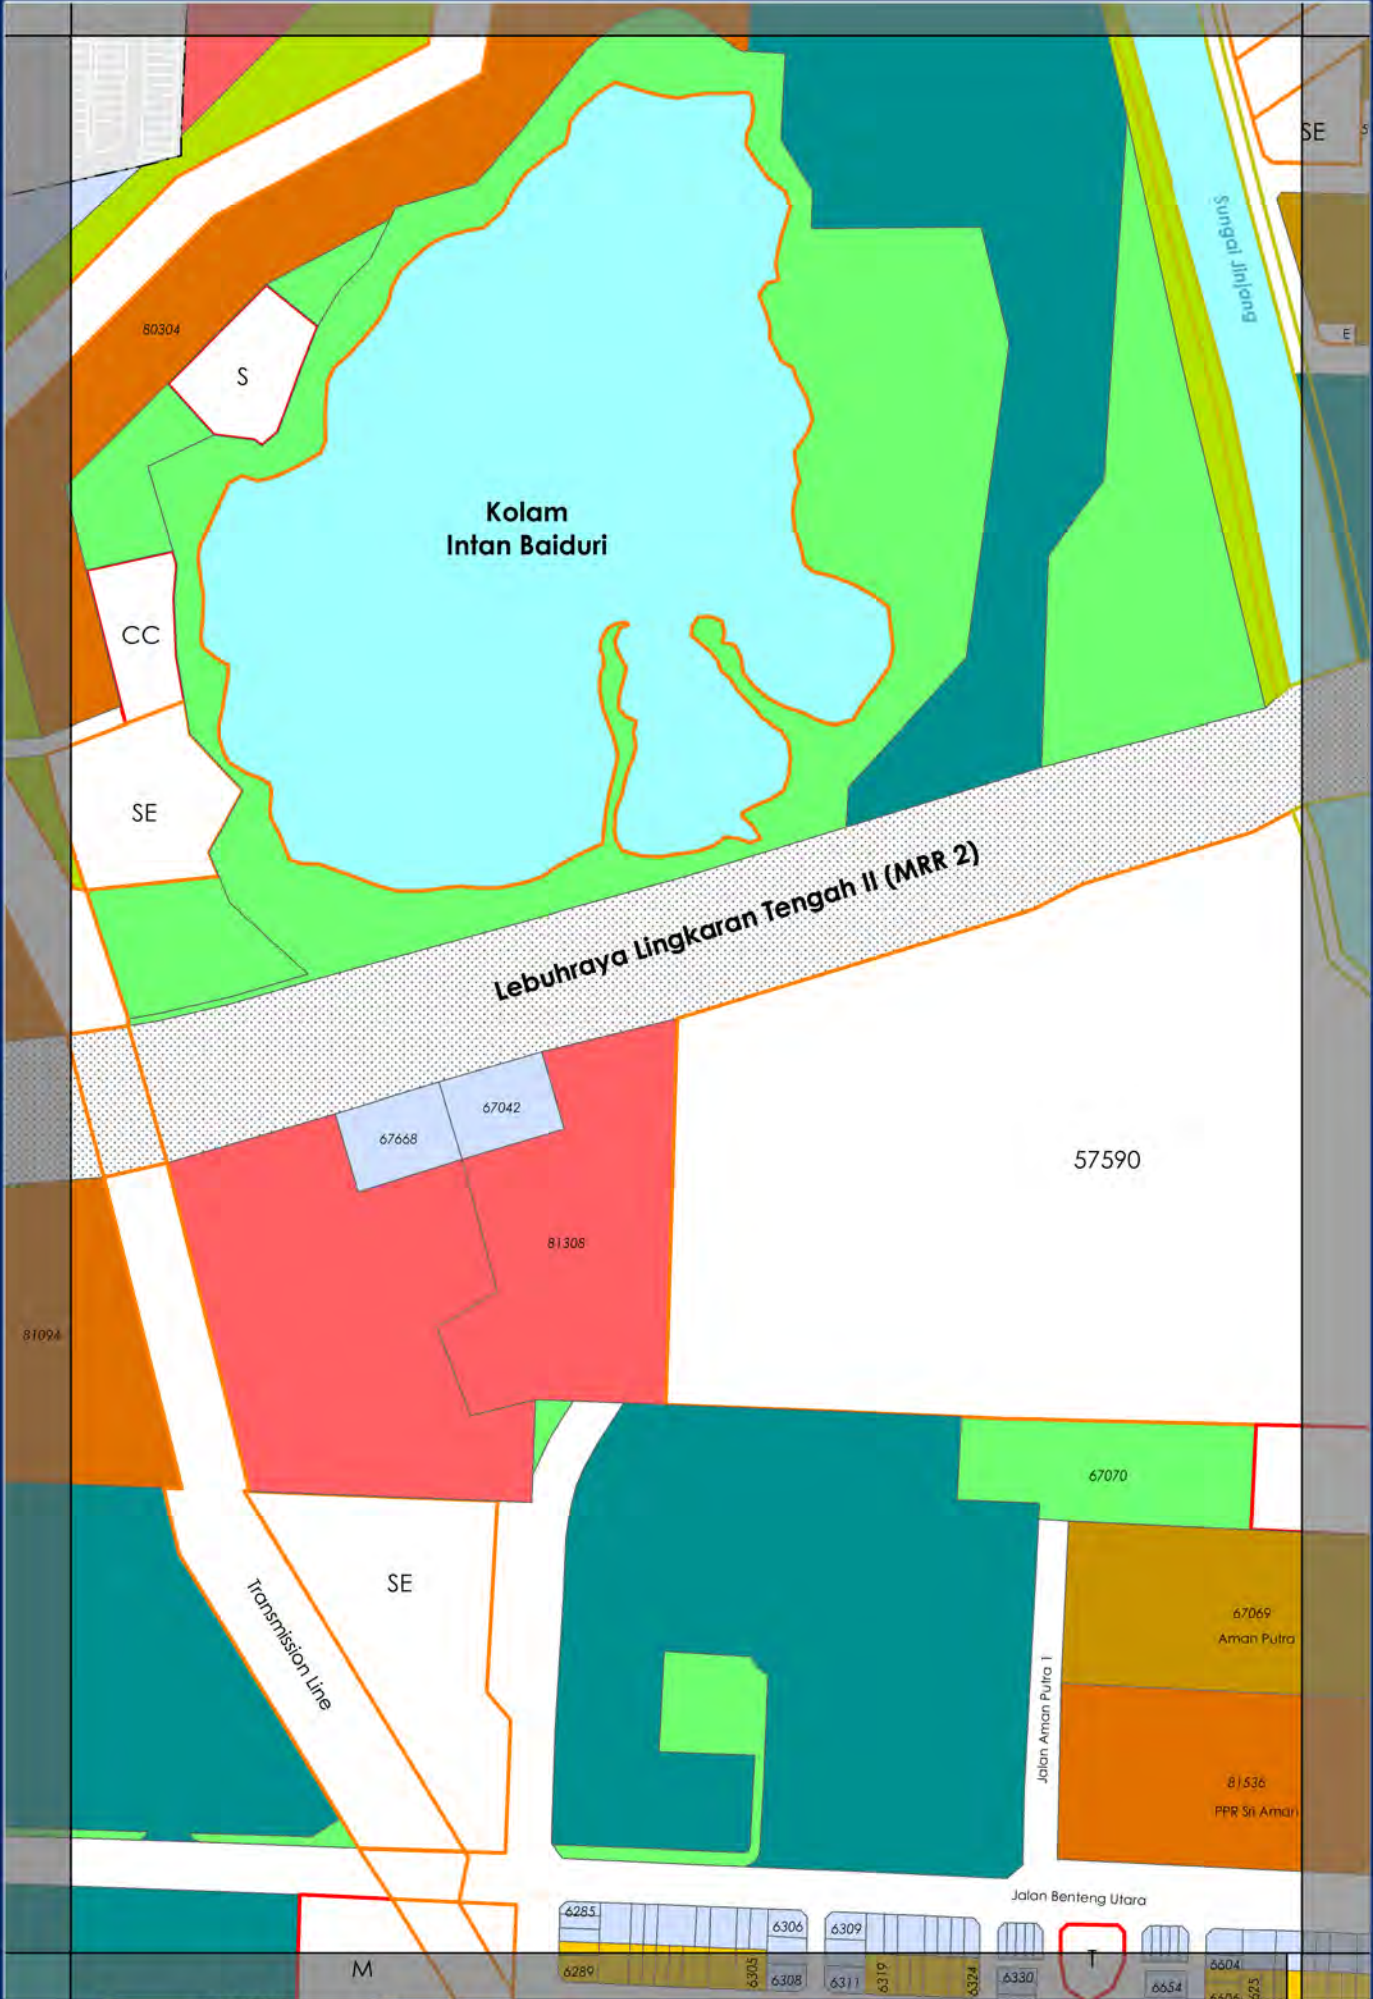 SE
Sungai Jinjang
80304
E
S
Kolam
Intan Baiduri
CC
SE
Lebuhraya Lingkaran Tengah II (MRR 2)
67042
67668
57590
81308
81094
67070
SE
67069
Aman Putra
Transmission Line
Jalan Aman Putra 1
81536
PPR Sri Aman
Jalan Benteng Utara
6285
6306
6309
T
M
6289
6305
6308
6311
6319
6324
6330
6654
6604